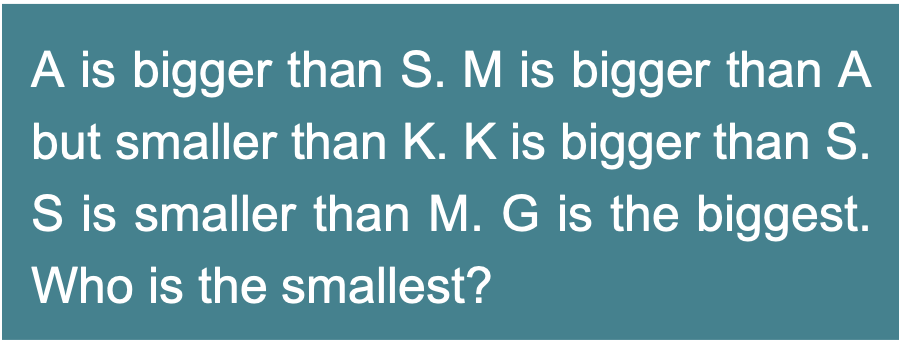 A is bigger than S. M is bigger than A
but smaller than K. K is bigger than S.
S is smaller than M. G is the biggest.
Who is the smallest?